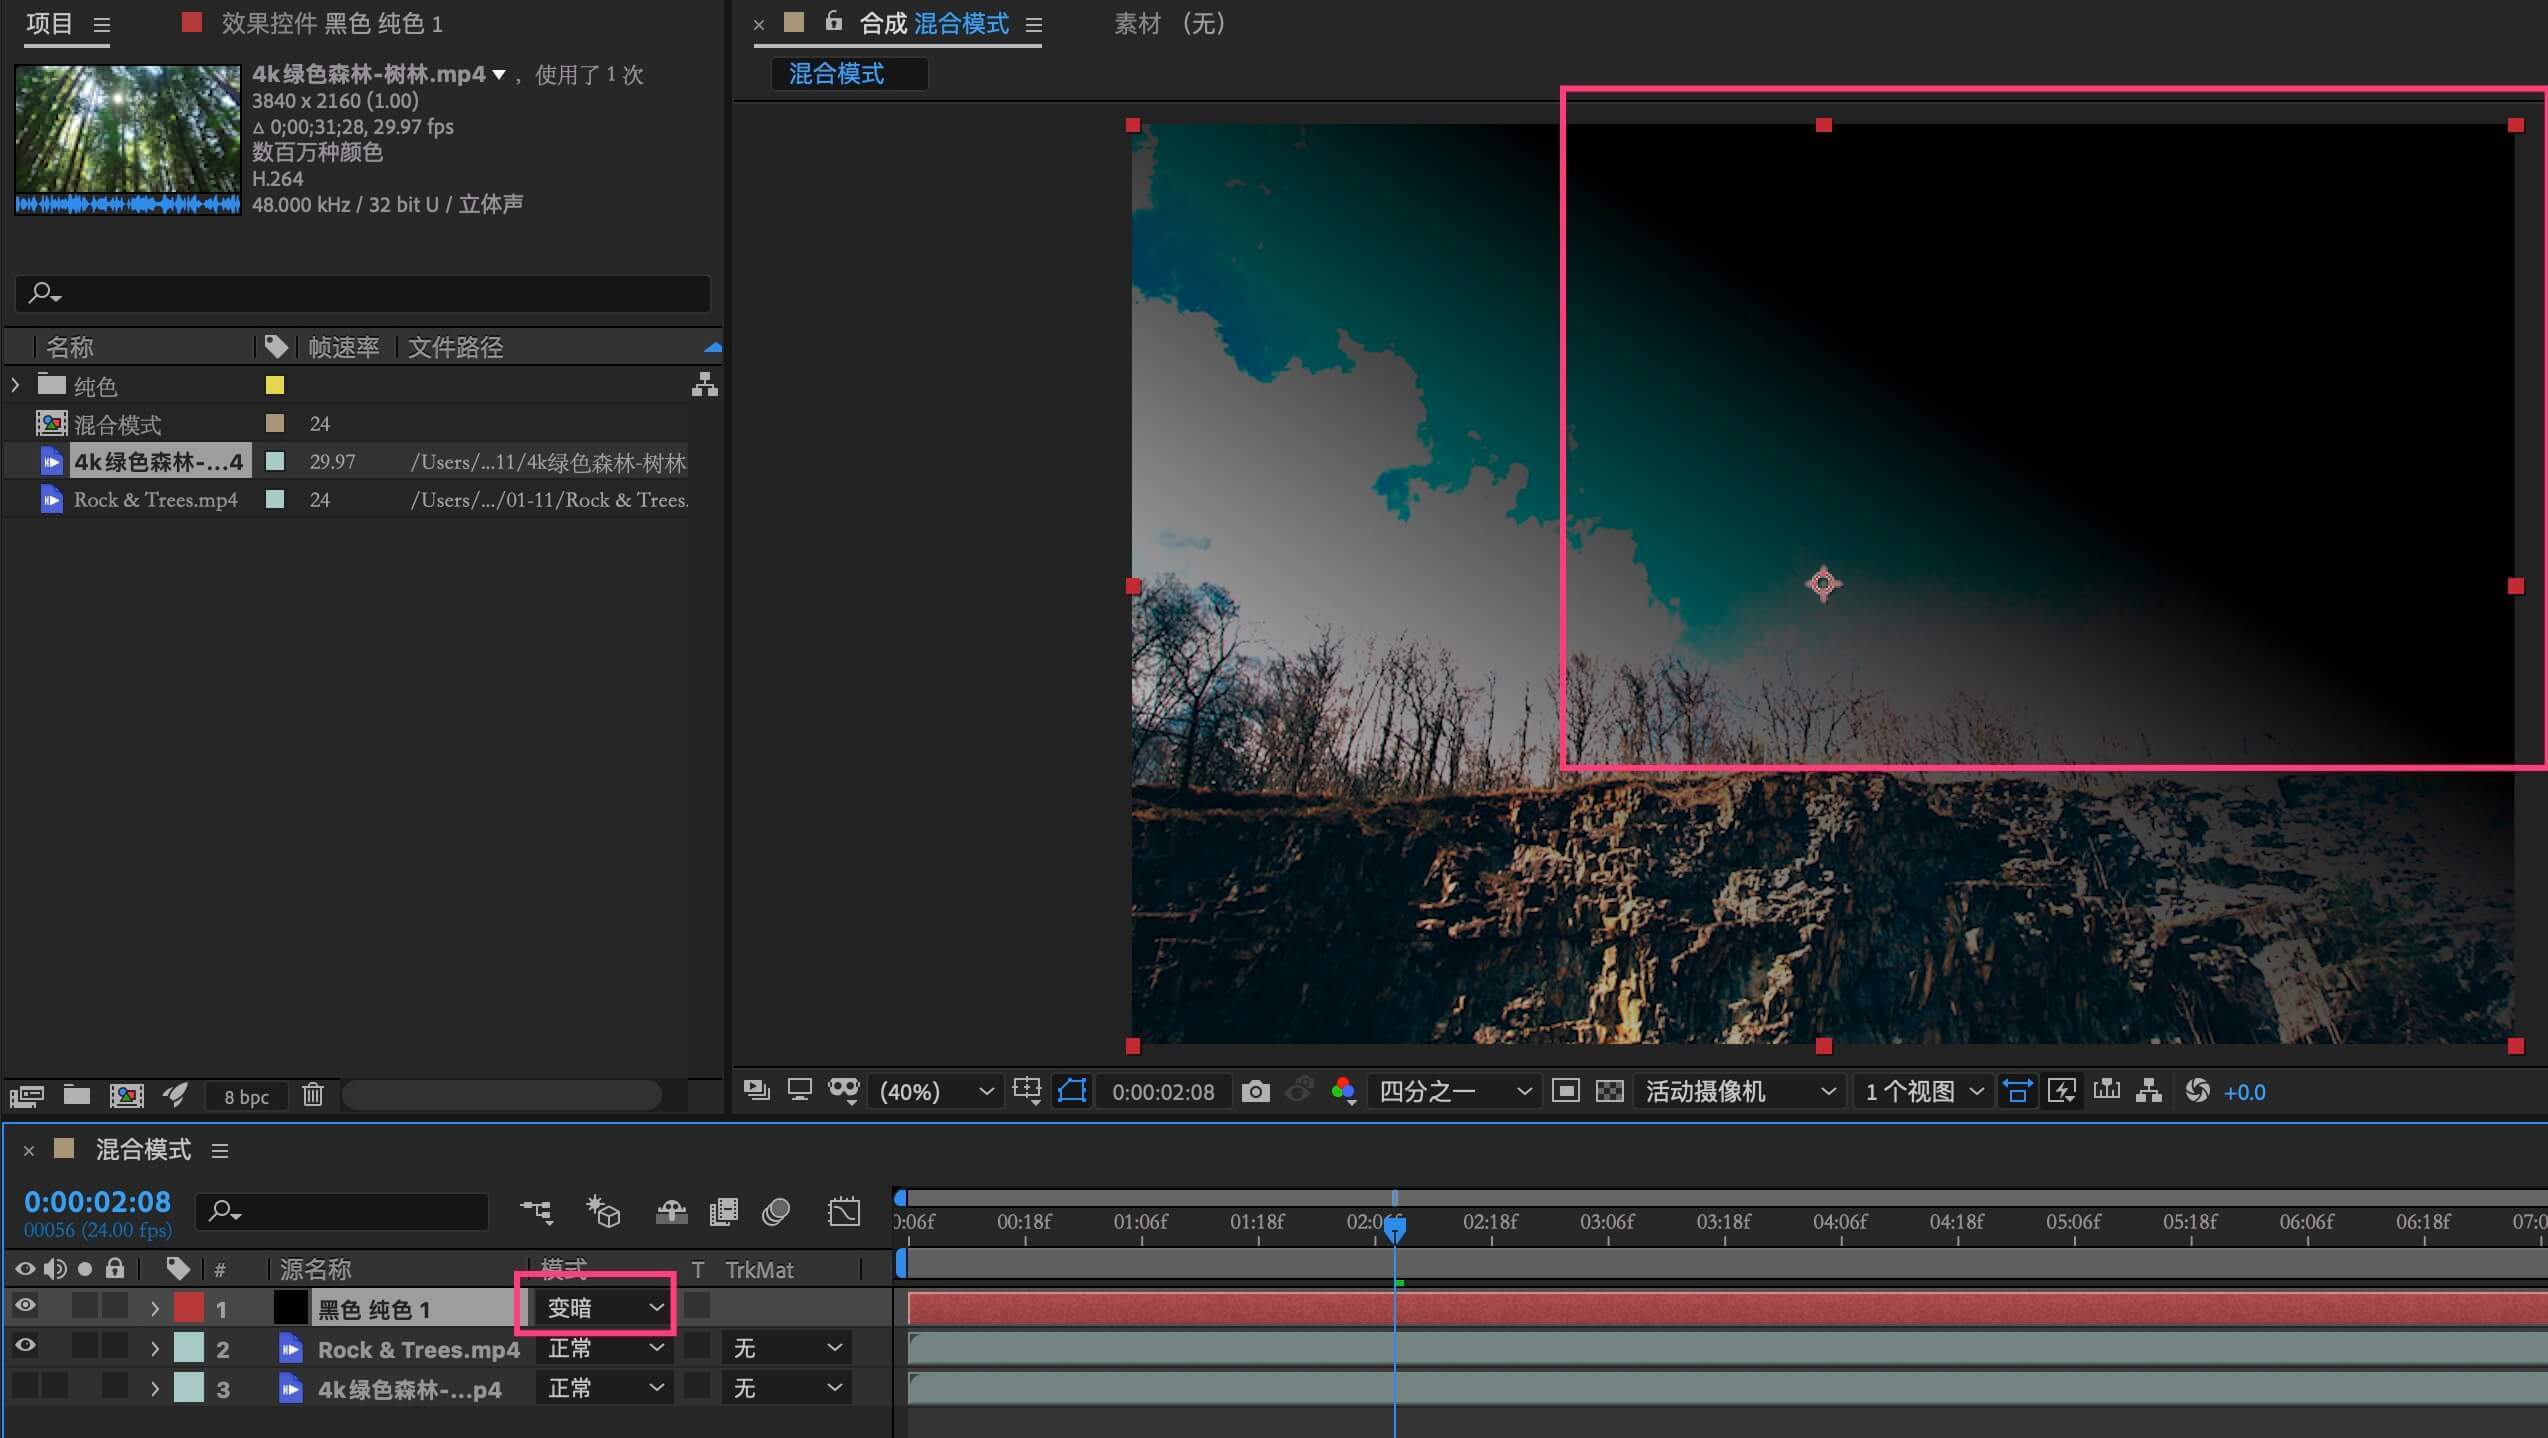 项目
效果控件 黑色 纯色 1
4k绿色森林-树林.mp4 ，使用了 1 次
3840 x 2160 (1.00)
Δ 0;00;31;28, 29.97 fps
数百万种颜色
H.264
48.000 kHz / 32 bit U / 立体声
名称 帧速率 文件路径
纯色
混合模式 24
4k绿色森林-...4 29.97 /Users/...11/4k绿色森林-树林
Rock & Trees.mp4 24 /Users/.../01-11/Rock & Trees.
8 bpc
× 合成 混合模式
素材 （无）
混合模式
(40%) 0:00:02:08 四分之一 活动摄像机 1 个视图 +0.0
× 混合模式
0:00:02:08
00056 (24.00 fps)
0:06f 00:18f 01:06f 01:18f 02:06f 02:18f 03:06f 03:18f 04:06f 04:18f 05:06f 05:18f 06:06f 06:18f 07:0
# 源名称 模式 T TrkMat
1 黑色 纯色 1 变暗
2 Rock & Trees.mp4 正常 无
3 4k绿色森林-...p4 正常 无